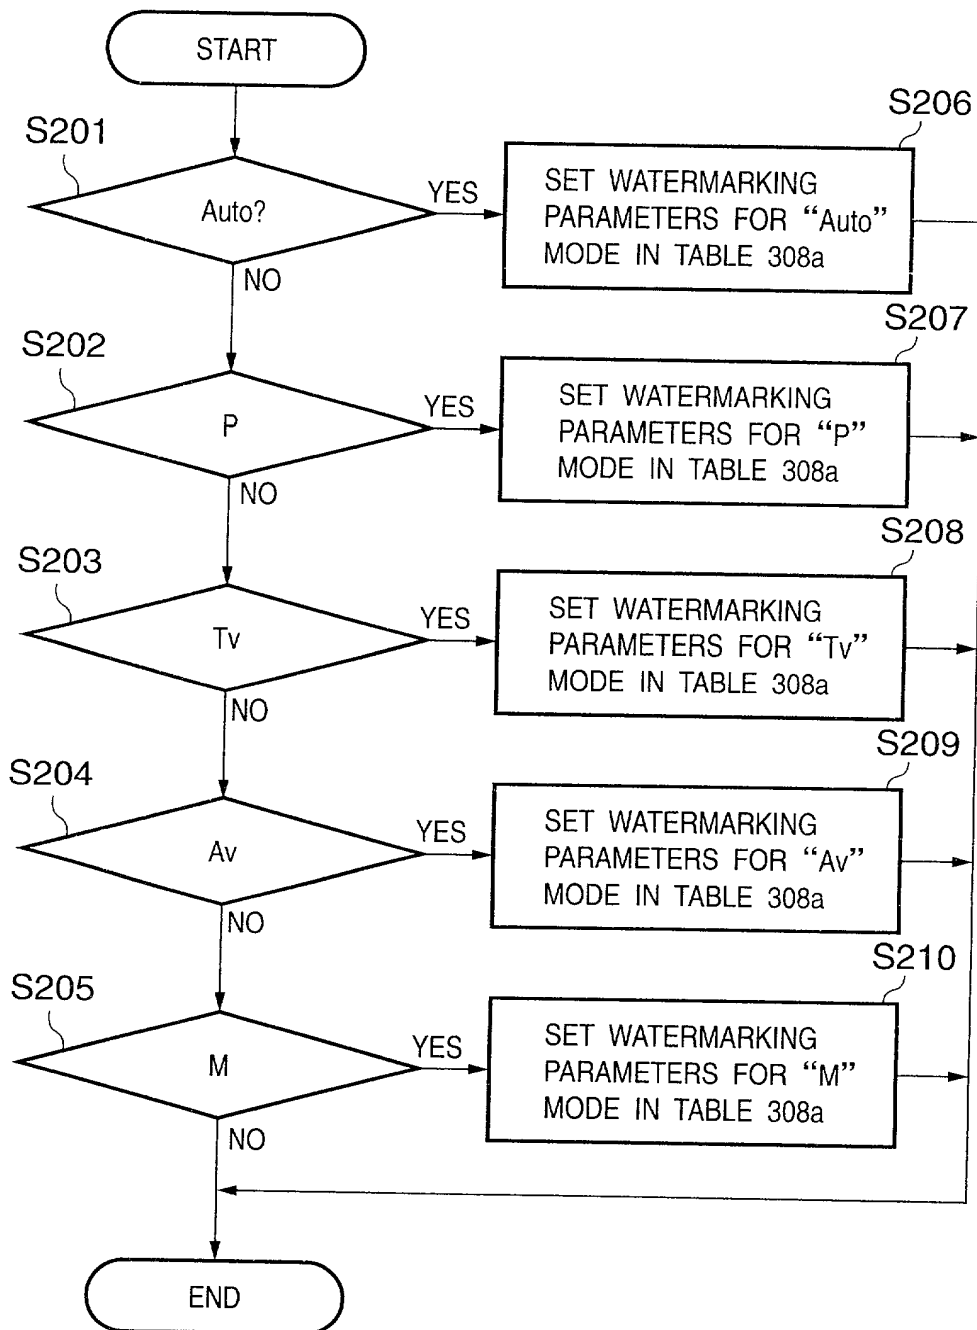 START
S201
Auto?
YES
NO
S206
SET WATERMARKING
PARAMETERS FOR “Auto”
MODE IN TABLE 308a
S202
P
YES
NO
S207
SET WATERMARKING
PARAMETERS FOR “P”
MODE IN TABLE 308a
S203
Tv
YES
NO
S208
SET WATERMARKING
PARAMETERS FOR “Tv”
MODE IN TABLE 308a
S204
Av
YES
NO
S209
SET WATERMARKING
PARAMETERS FOR “Av”
MODE IN TABLE 308a
S205
M
YES
NO
S210
SET WATERMARKING
PARAMETERS FOR “M”
MODE IN TABLE 308a
END